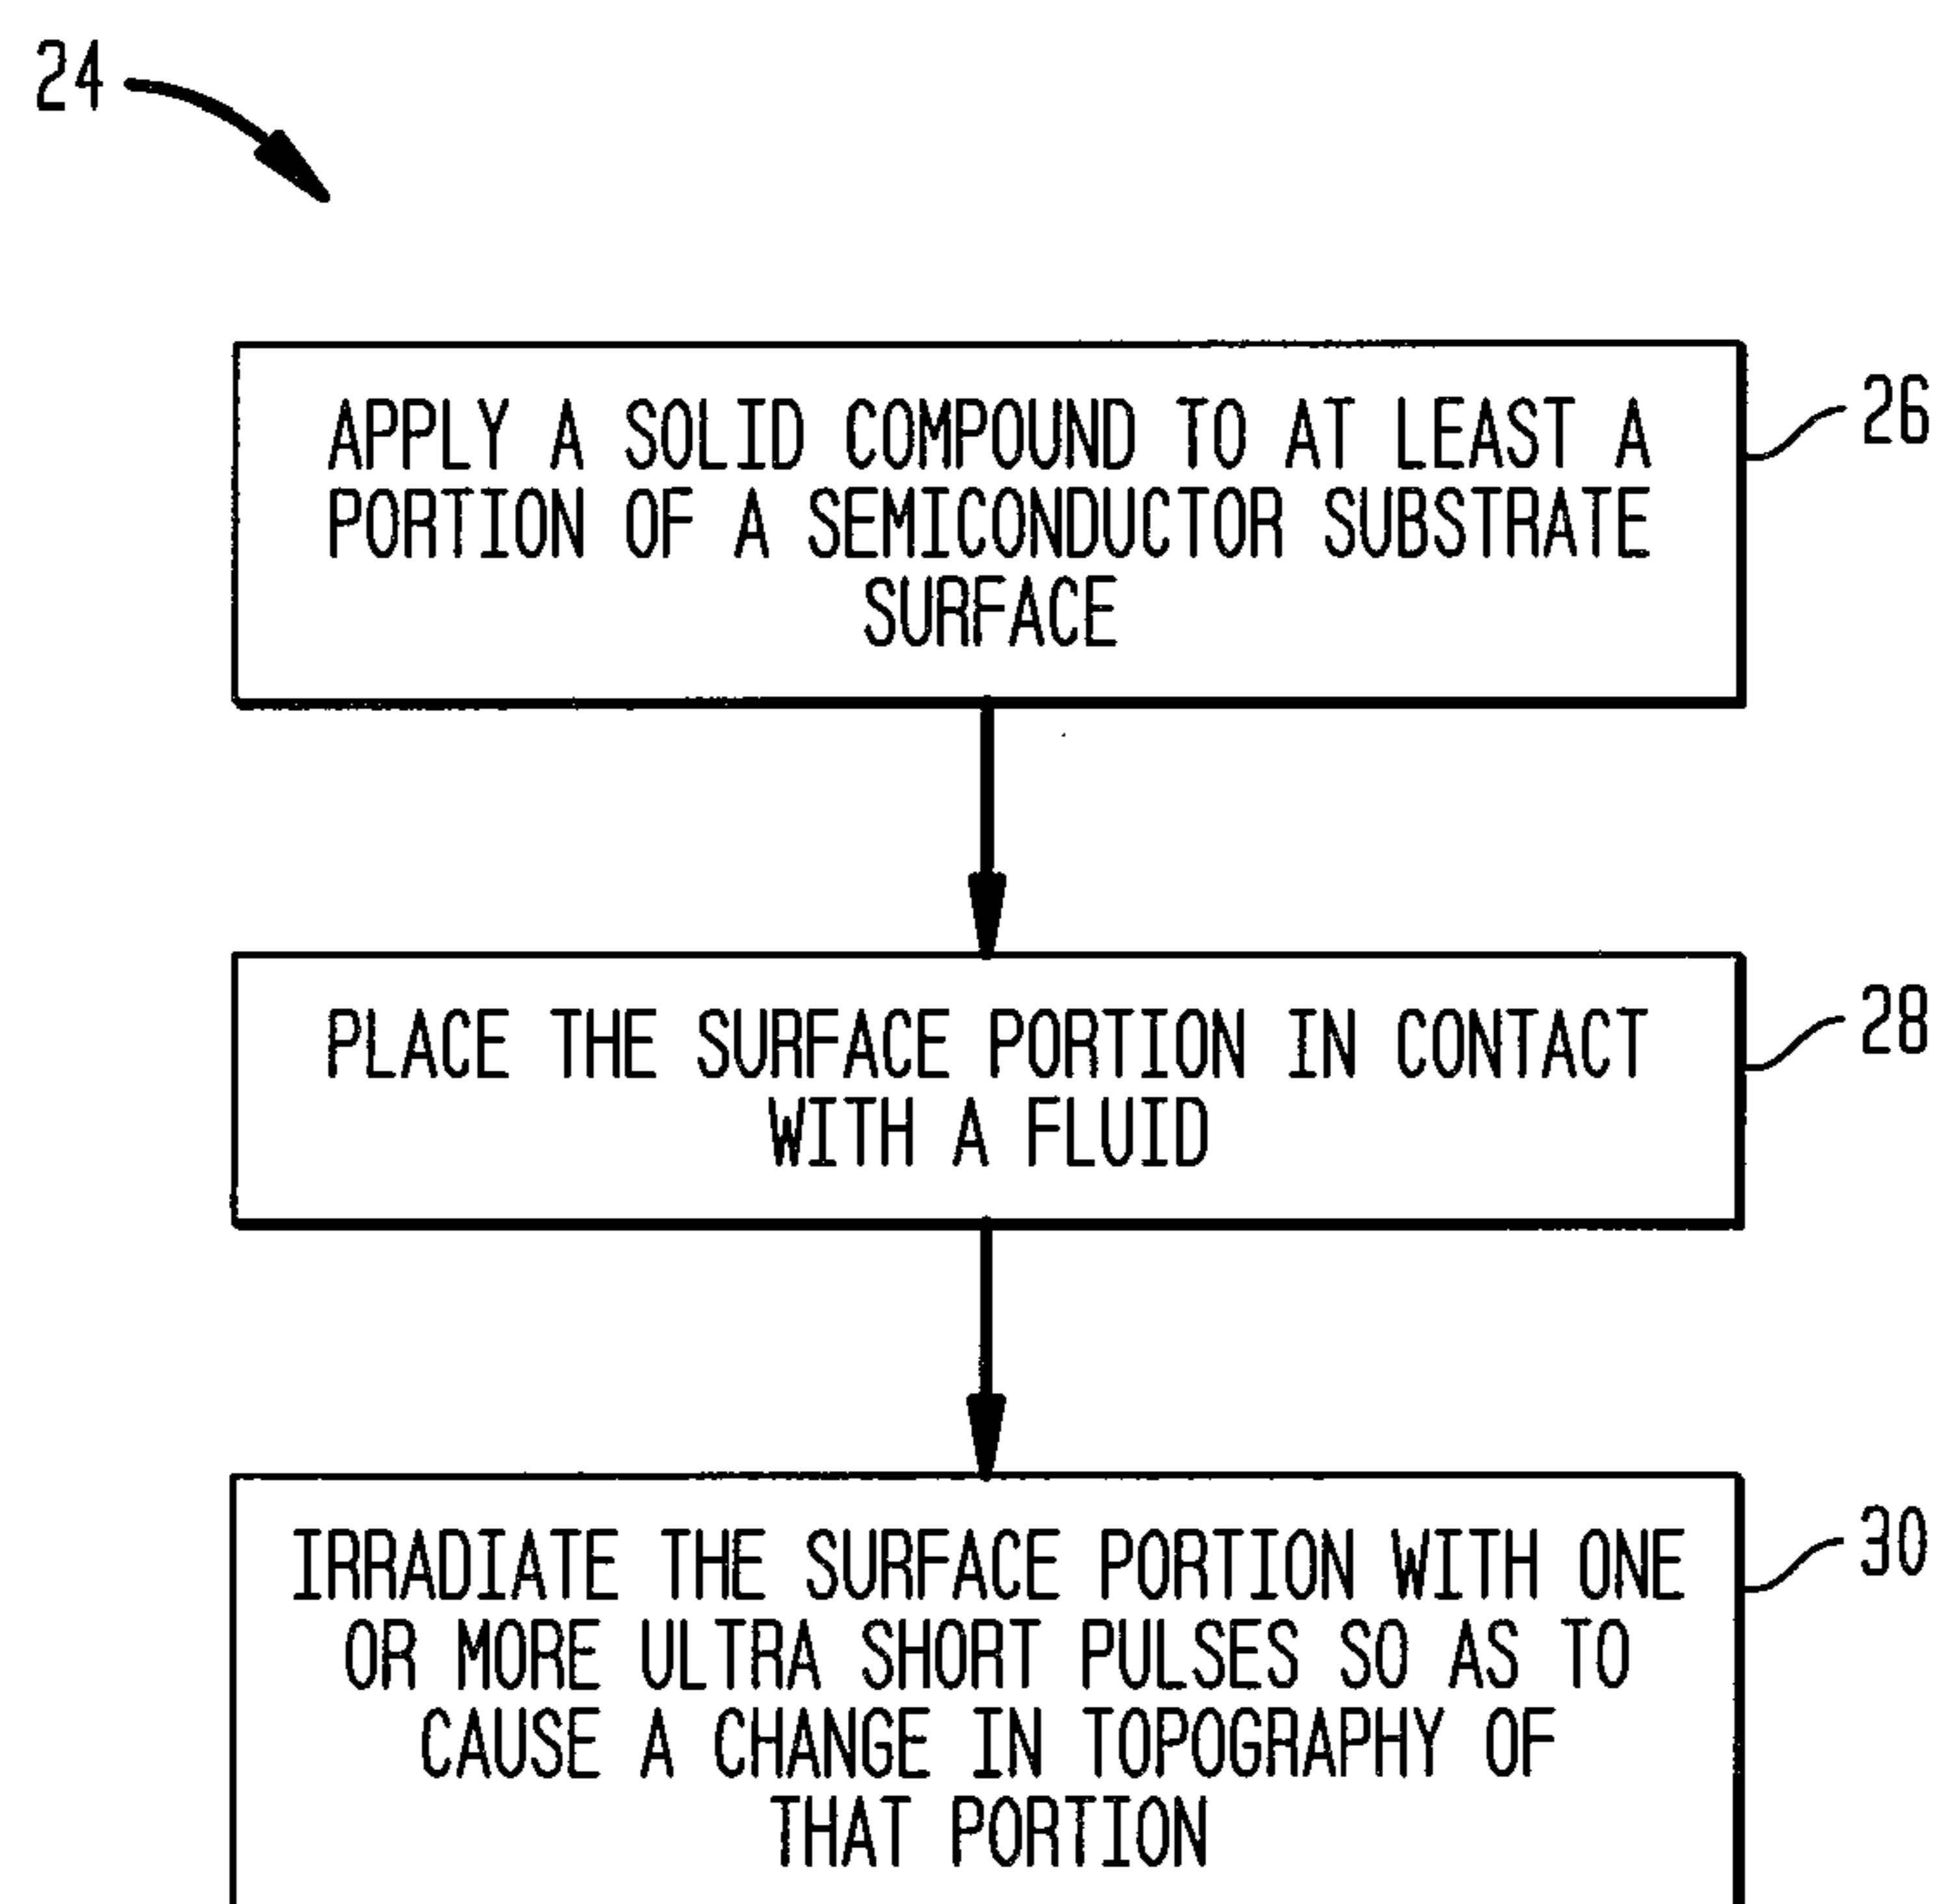 24
APPLY A SOLID COMPOUND TO AT LEAST A
PORTION OF A SEMICONDUCTOR SUBSTRATE
SURFACE
26
PLACE THE SURFACE PORTION IN CONTACT
WITH A FLUID
28
IRRADIATE THE SURFACE PORTION WITH ONE
OR MORE ULTRA SHORT PULSES SO AS TO
CAUSE A CHANGE IN TOPOGRAPHY OF
THAT PORTION
30